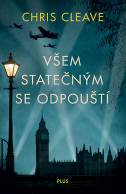 CHRIS CLEAVE
VŠEM
STATEČNÝM
SE ODPOUŠTÍ
PLUS